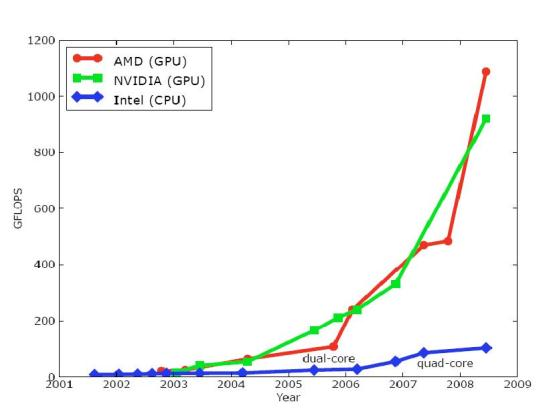 1200
1000
800
600
400
200
0
GFLOPS
AMD (GPU)
NVIDIA (GPU)
Intel (CPU)
dual-core
quad-core
2001 2002 2003 2004 2005 2006 2007 2008 2009
Year